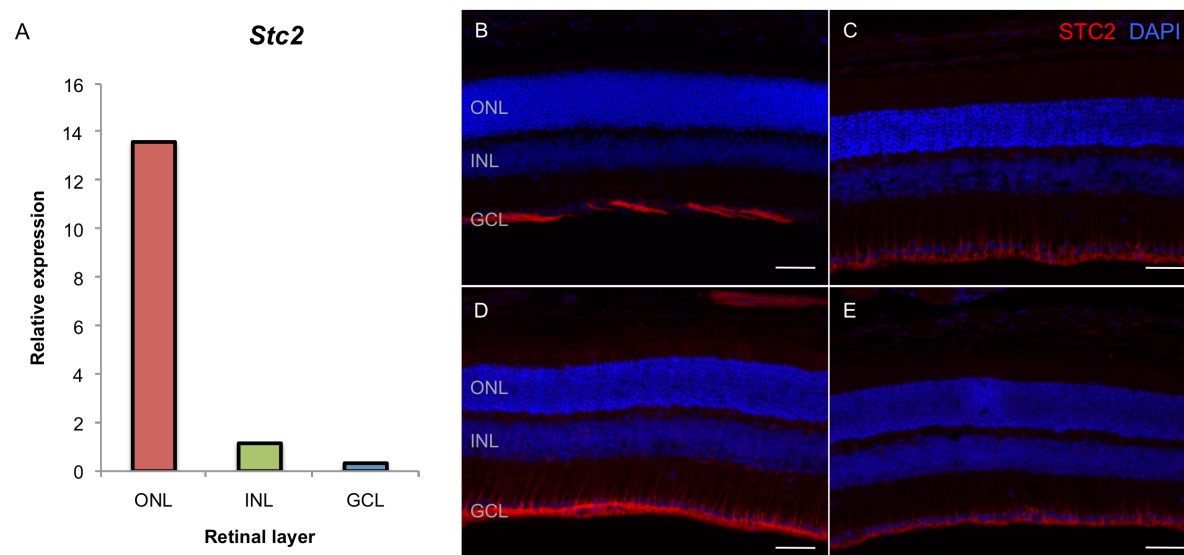 A
Stc2
Relative expression
16
14
12
10
8
6
4
2
0
ONL
INL
GCL
Retinal layer
B
ONL
INL
GCL
C
STC2 DAPI
D
ONL
INL
GCL
E